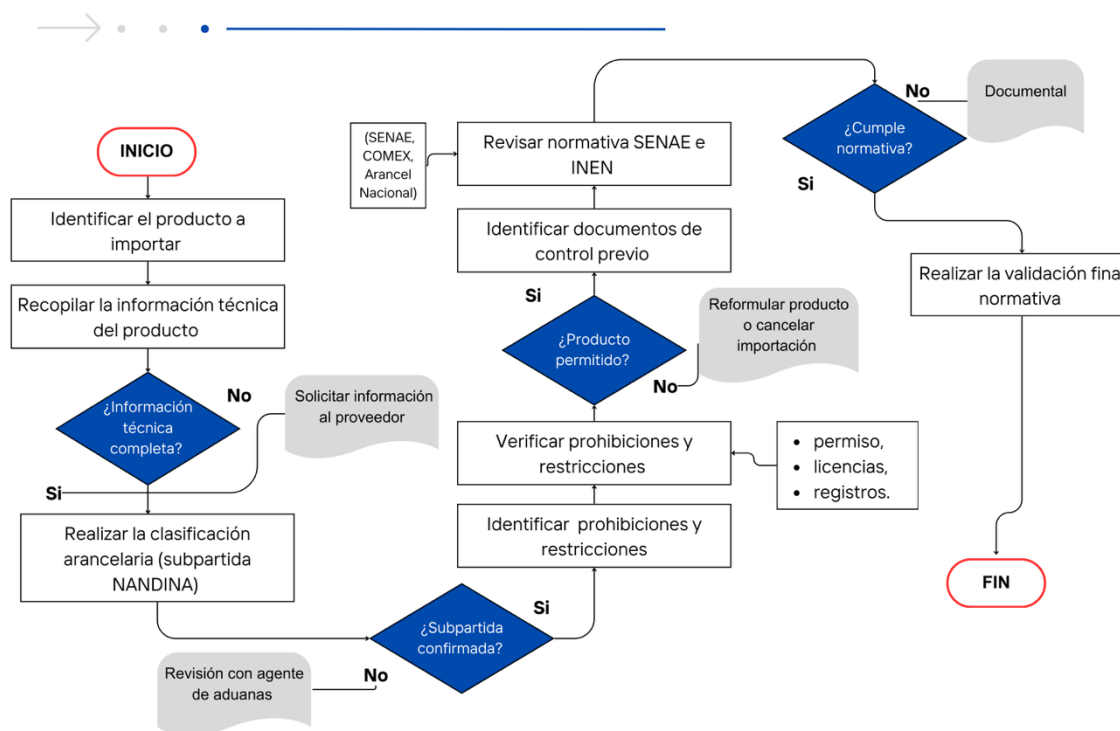 INICIO
Identificar el producto a
importar
Recopilar la información técnica
del producto
¿Información
técnica
completa?
No
Solicitar información
al proveedor
Si
Realizar la clasificación
arancelaria (subpartida
NANDINA)
¿Subpartida
confirmada?
No
Revisión con agente
de aduanas
Si
Identificar prohibiciones y
restricciones
Verificar prohibiciones y
restricciones
• permiso,
• licencias,
• registros.
¿Producto
permitido?
No
Reformular producto
o cancelar
importación
Si
Identificar documentos de
control previo
Revisar normativa SENAE e
INEN
(SENAE,
COMEX,
Arancel
Nacional)
¿Cumple
normativa?
No
Documental
Si
Realizar la validación fina
normativa
FIN